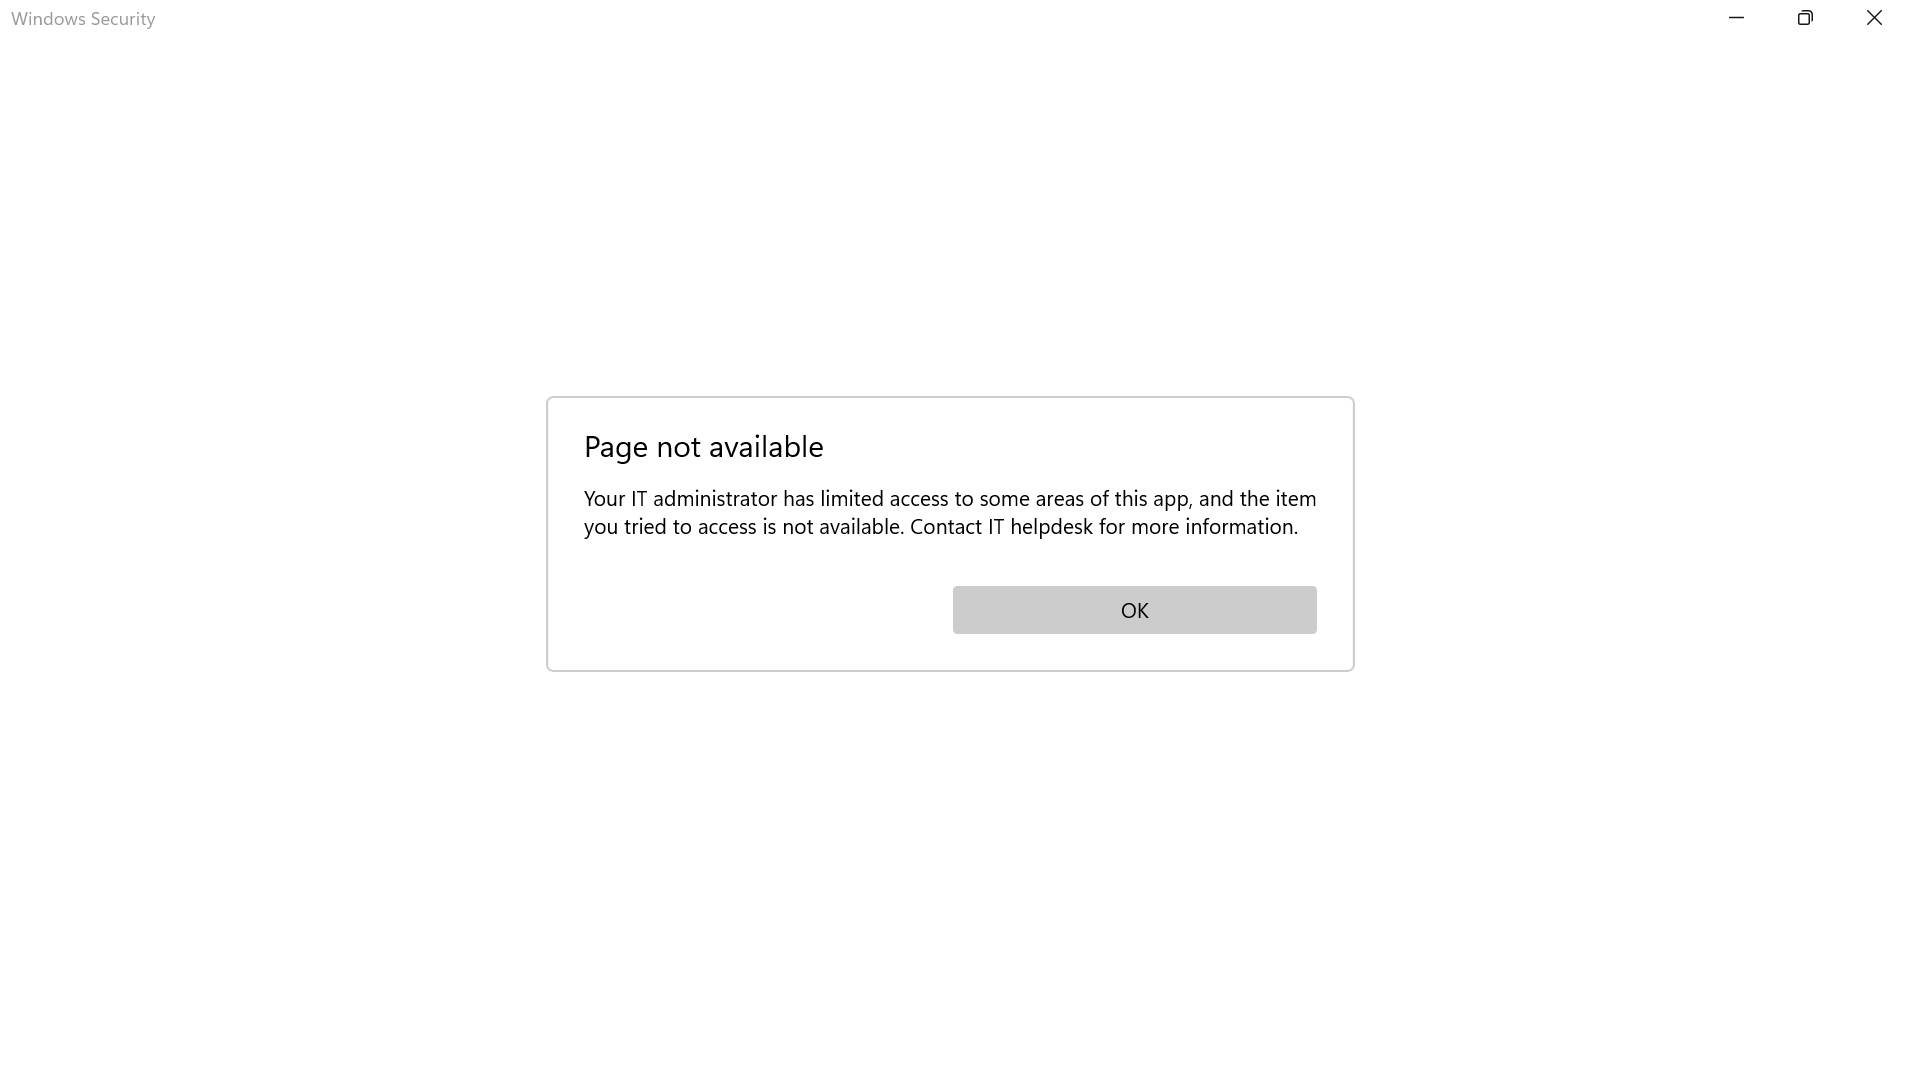 Windows Security
Page not available
Your IT administrator has limited access to some areas of this app, and the item
you tried to access is not available. Contact IT helpdesk for more information.
OK